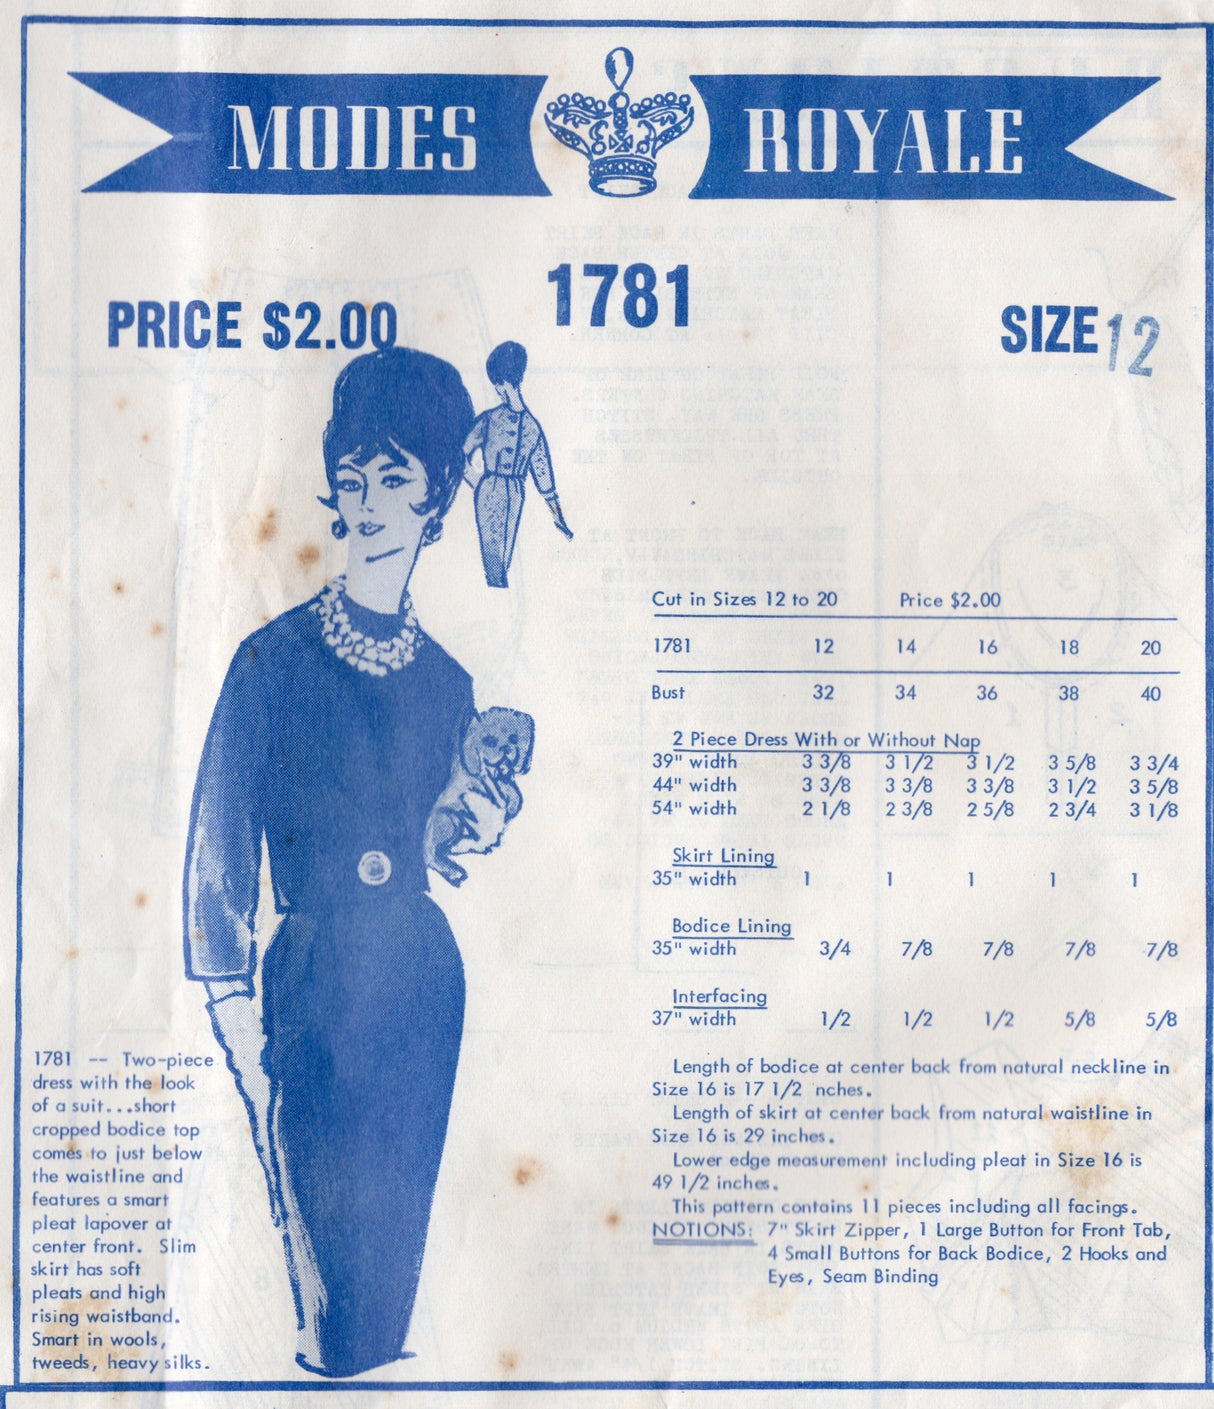 MODES ROYALE
1781
PRICE $2.00
SIZE 12
Cut in Sizes 12 to 20 Price $2.00
1781 12 14 16 18 20
Bust 32 34 36 38 40
2 Piece Dress With or Without Nap
39" width 3 3/8 3 1/2 3 1/2 3 5/8 3 3/4
44" width 3 3/8 3 3/8 3 3/8 3 1/2 3 5/8
54" width 2 1/8 2 3/8 2 5/8 2 3/4 3 1/8
Skirt Lining
35" width 1 1 1 1 1
Bodice Lining
35" width 3/4 7/8 7/8 7/8 7/8
Interfacing
37" width 1/2 1/2 1/2 5/8 5/8
Length of bodice at center back from natural neckline in
Size 16 is 17 1/2 nches.
Length of skirt at center back from natural waistline in
Size 16 is 29 inches.
Lower edge measurement including pleat in Size 16 is
49 1/2 inches.
This pattern contains 11 pieces including all facings.
NOTIONS: 7" Skirt Zipper, 1 Large Button for Front Tab,
4 Small Buttons for Back Bodice, 2 Hooks and
Eyes, Seam Binding
1781 -- Two-piece
dress with the look
of a suit...short
cropped bodice top
comes to just below
the waistline and
features a smart
pleat lapover at
center front. Slim
skirt has soft
pleats and high
rising waistband.
Smart in wools,
tweeds, heavy silks.